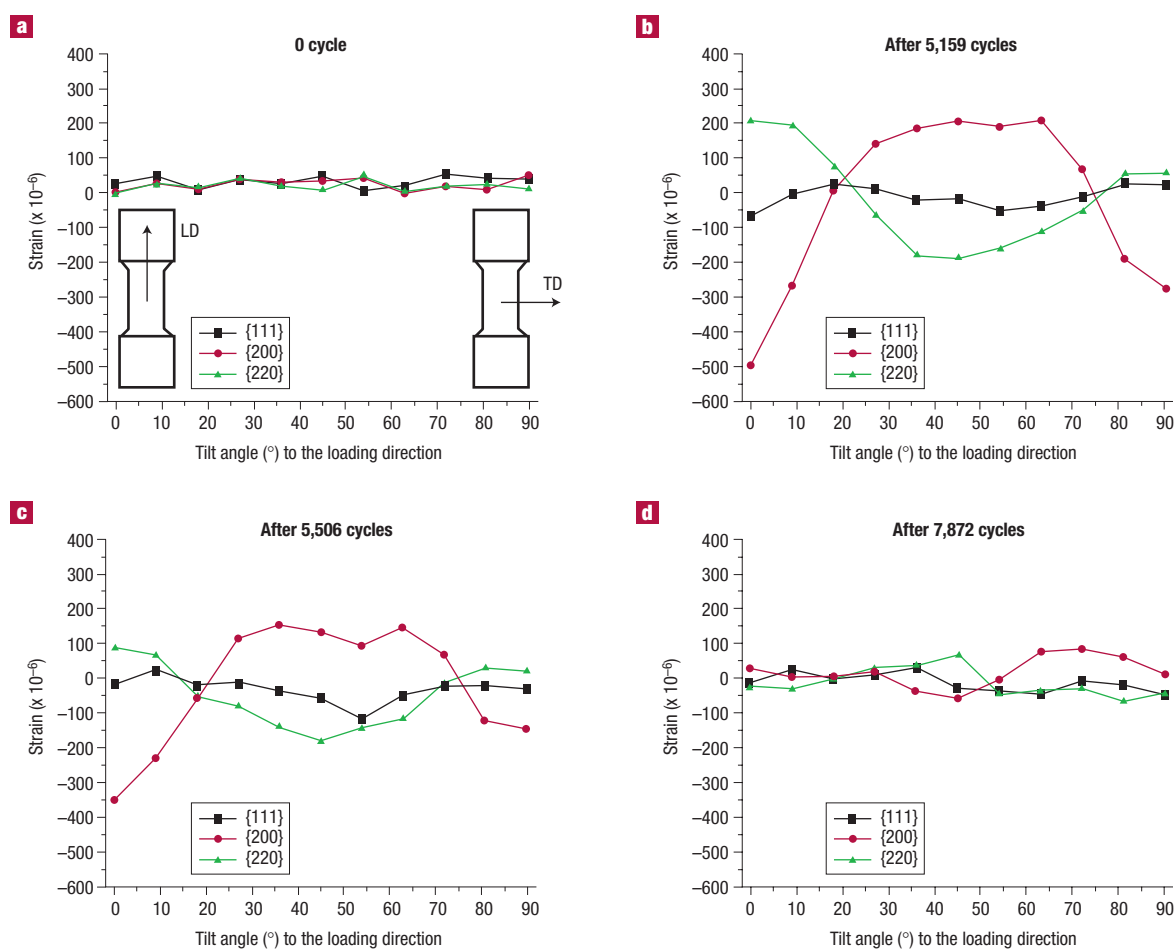 a
0 cycle
400
300
200
100
0
–100
–200
–300
–400
–500
–600
Strain (x 10–6)
LD
TD
{111}
{200}
{220}
0 10 20 30 40 50 60 70 80 90
Tilt angle (°) to the loading direction
b
After 5,159 cycles
400
300
200
100
0
–100
–200
–300
–400
–500
–600
Strain (x 10–6)
{111}
{200}
{220}
0 10 20 30 40 50 60 70 80 90
Tilt angle (°) to the loading direction
c
After 5,506 cycles
400
300
200
100
0
–100
–200
–300
–400
–500
–600
Strain (x 10–6)
{111}
{200}
{220}
0 10 20 30 40 50 60 70 80 90
Tilt angle (°) to the loading direction
d
After 7,872 cycles
400
300
200
100
0
–100
–200
–300
–400
–500
–600
Strain (x 10–6)
{111}
{200}
{220}
0 10 20 30 40 50 60 70 80 90
Tilt angle (°) to the loading direction